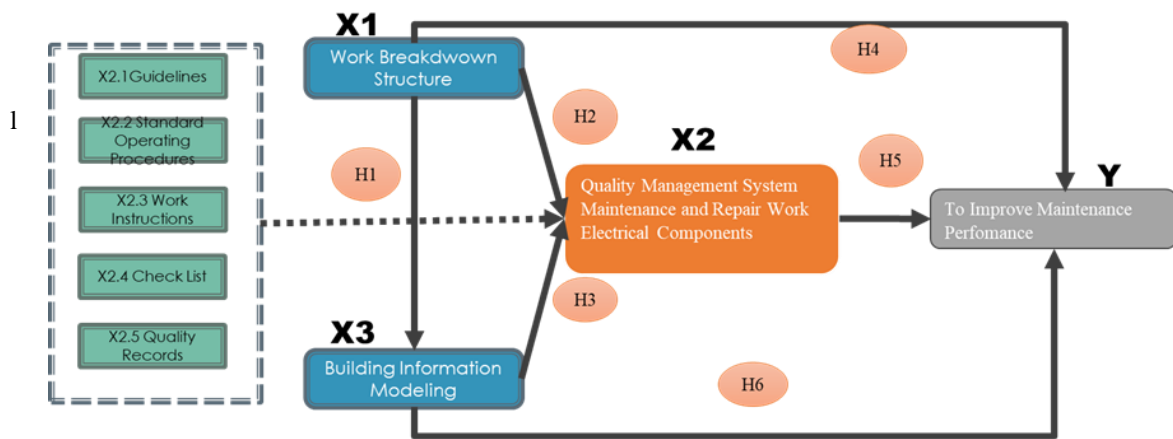 l
X2.1Guidelines
X2.2 Standard
Operating
Procedures
X2.3 Work
Instructions
X2.4 Check List
X2.5 Quality
Records
X1
Work Breakdwown
Structure
H1
H2
H3
X3
Building Information
Modeling
X2
Quality Management System
Maintenance and Repair Work
Electrical Components
H4
H5
H6
Y
To Improve Maintenance
Perfomance